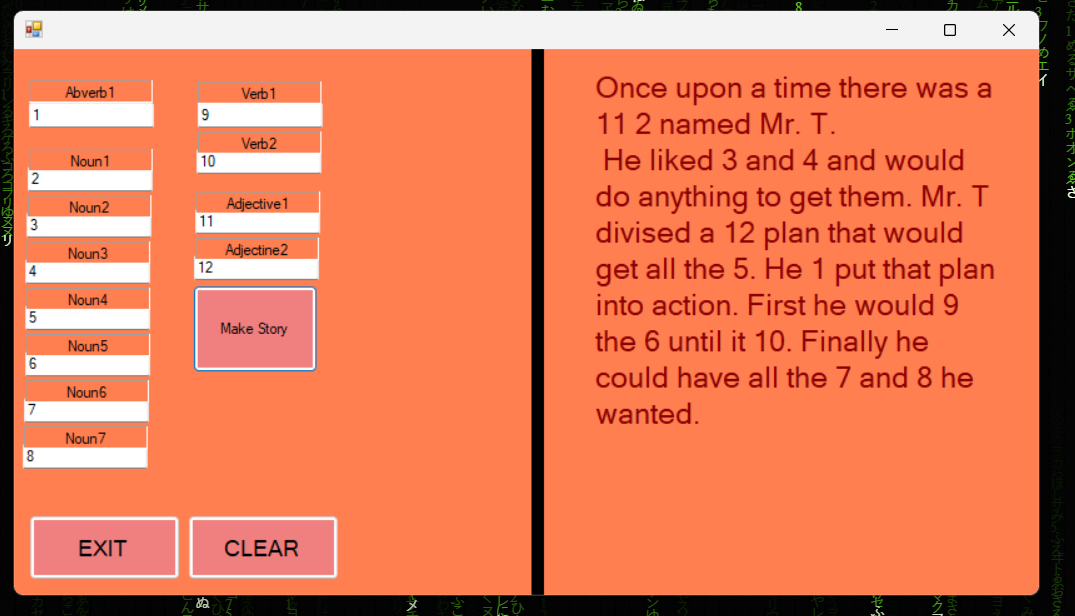 Abverb1
1
Noun1
2
Noun2
3
Noun3
4
Noun4
5
Noun5
6
Noun6
7
Noun7
8
Verb1
9
Verb2
10
Adjective1
11
Adjectine2
12
Make Story
EXIT
CLEAR
Once upon a time there was a
11 2 named Mr. T.
He liked 3 and 4 and would
do anything to get them. Mr. T
divised a 12 plan that would
get all the 5. He 1 put that plan
into action. First he would 9
the 6 until it 10. Finally he
could have all the 7 and 8 he
wanted.